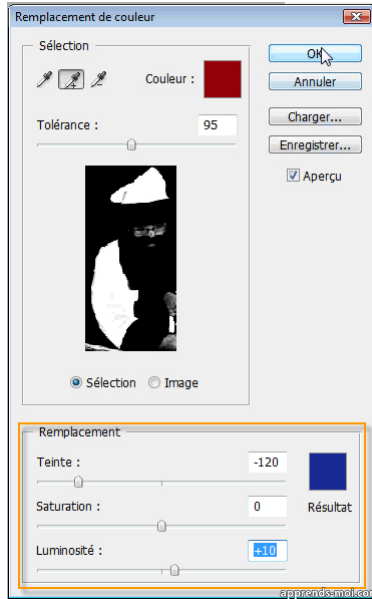 Remplacement de couleur
Sélection
OK
Couleur :
Annuler
Tolérance :
95
Charger...
Enregistrer...
Aperçu
Sélection
Image
Remplacement
Teinte :
-120
Saturation :
0
Résultat
Luminosité :
+10
apprends-moi.com